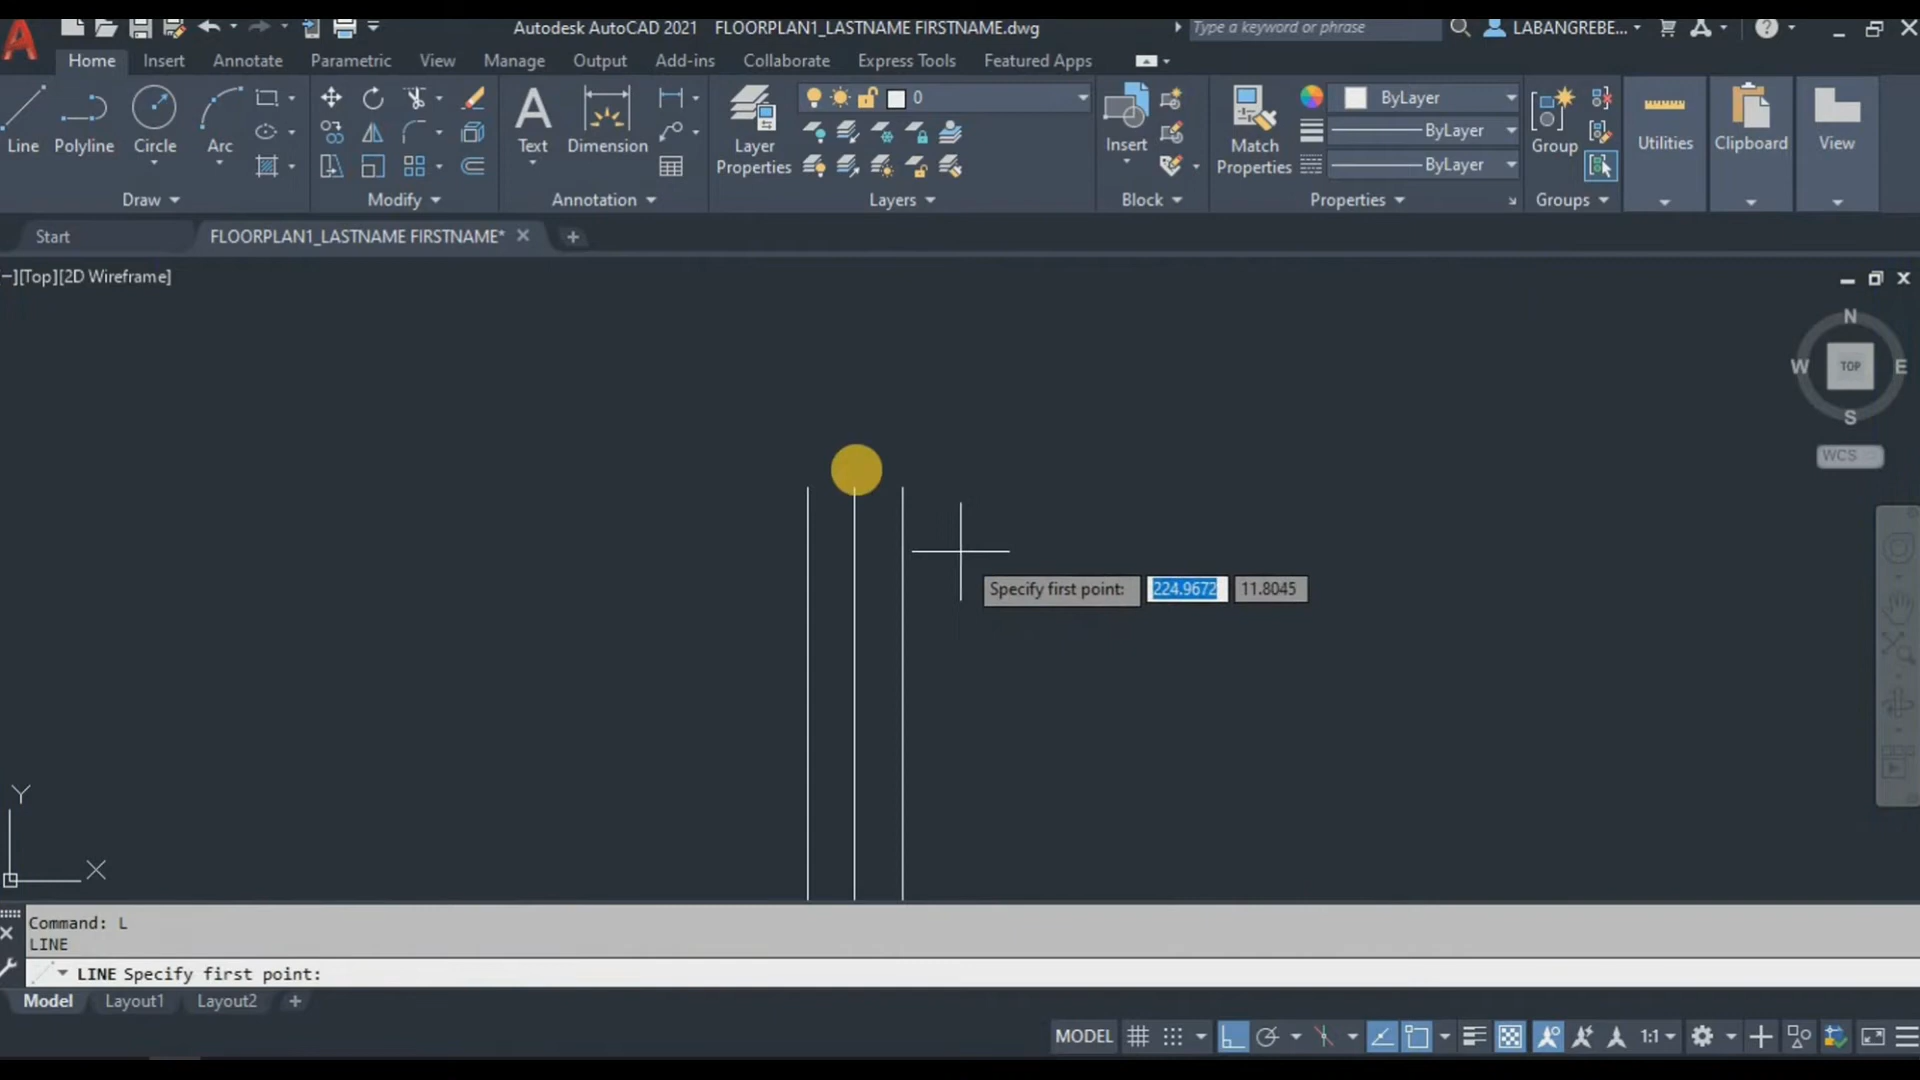 Autodesk AutoCAD 2021 FLOORPLAN1_LASTNAME FIRSTNAME.dwg
Type a keyword or phrase
LABANGREBE...
Home Insert Annotate Parametric View Manage Output Add-ins Collaborate Express Tools Featured Apps
Line Polyline Circle Arc
Text Dimension
Layer Properties
0
Insert
Match Properties
ByLayer
ByLayer
ByLayer
Group
Utilities
Clipboard
View
Draw Modify Annotation Layers Block Properties Groups
Start FLOORPLAN1_LASTNAME FIRSTNAME*
−][Top][2D Wireframe]
N
W TOP E
S
WCS
Specify first point: 224.9672 11.8045
Y
X
Command: L
LINE
LINE Specify first point:
Model Layout1 Layout2
MODEL 1:1